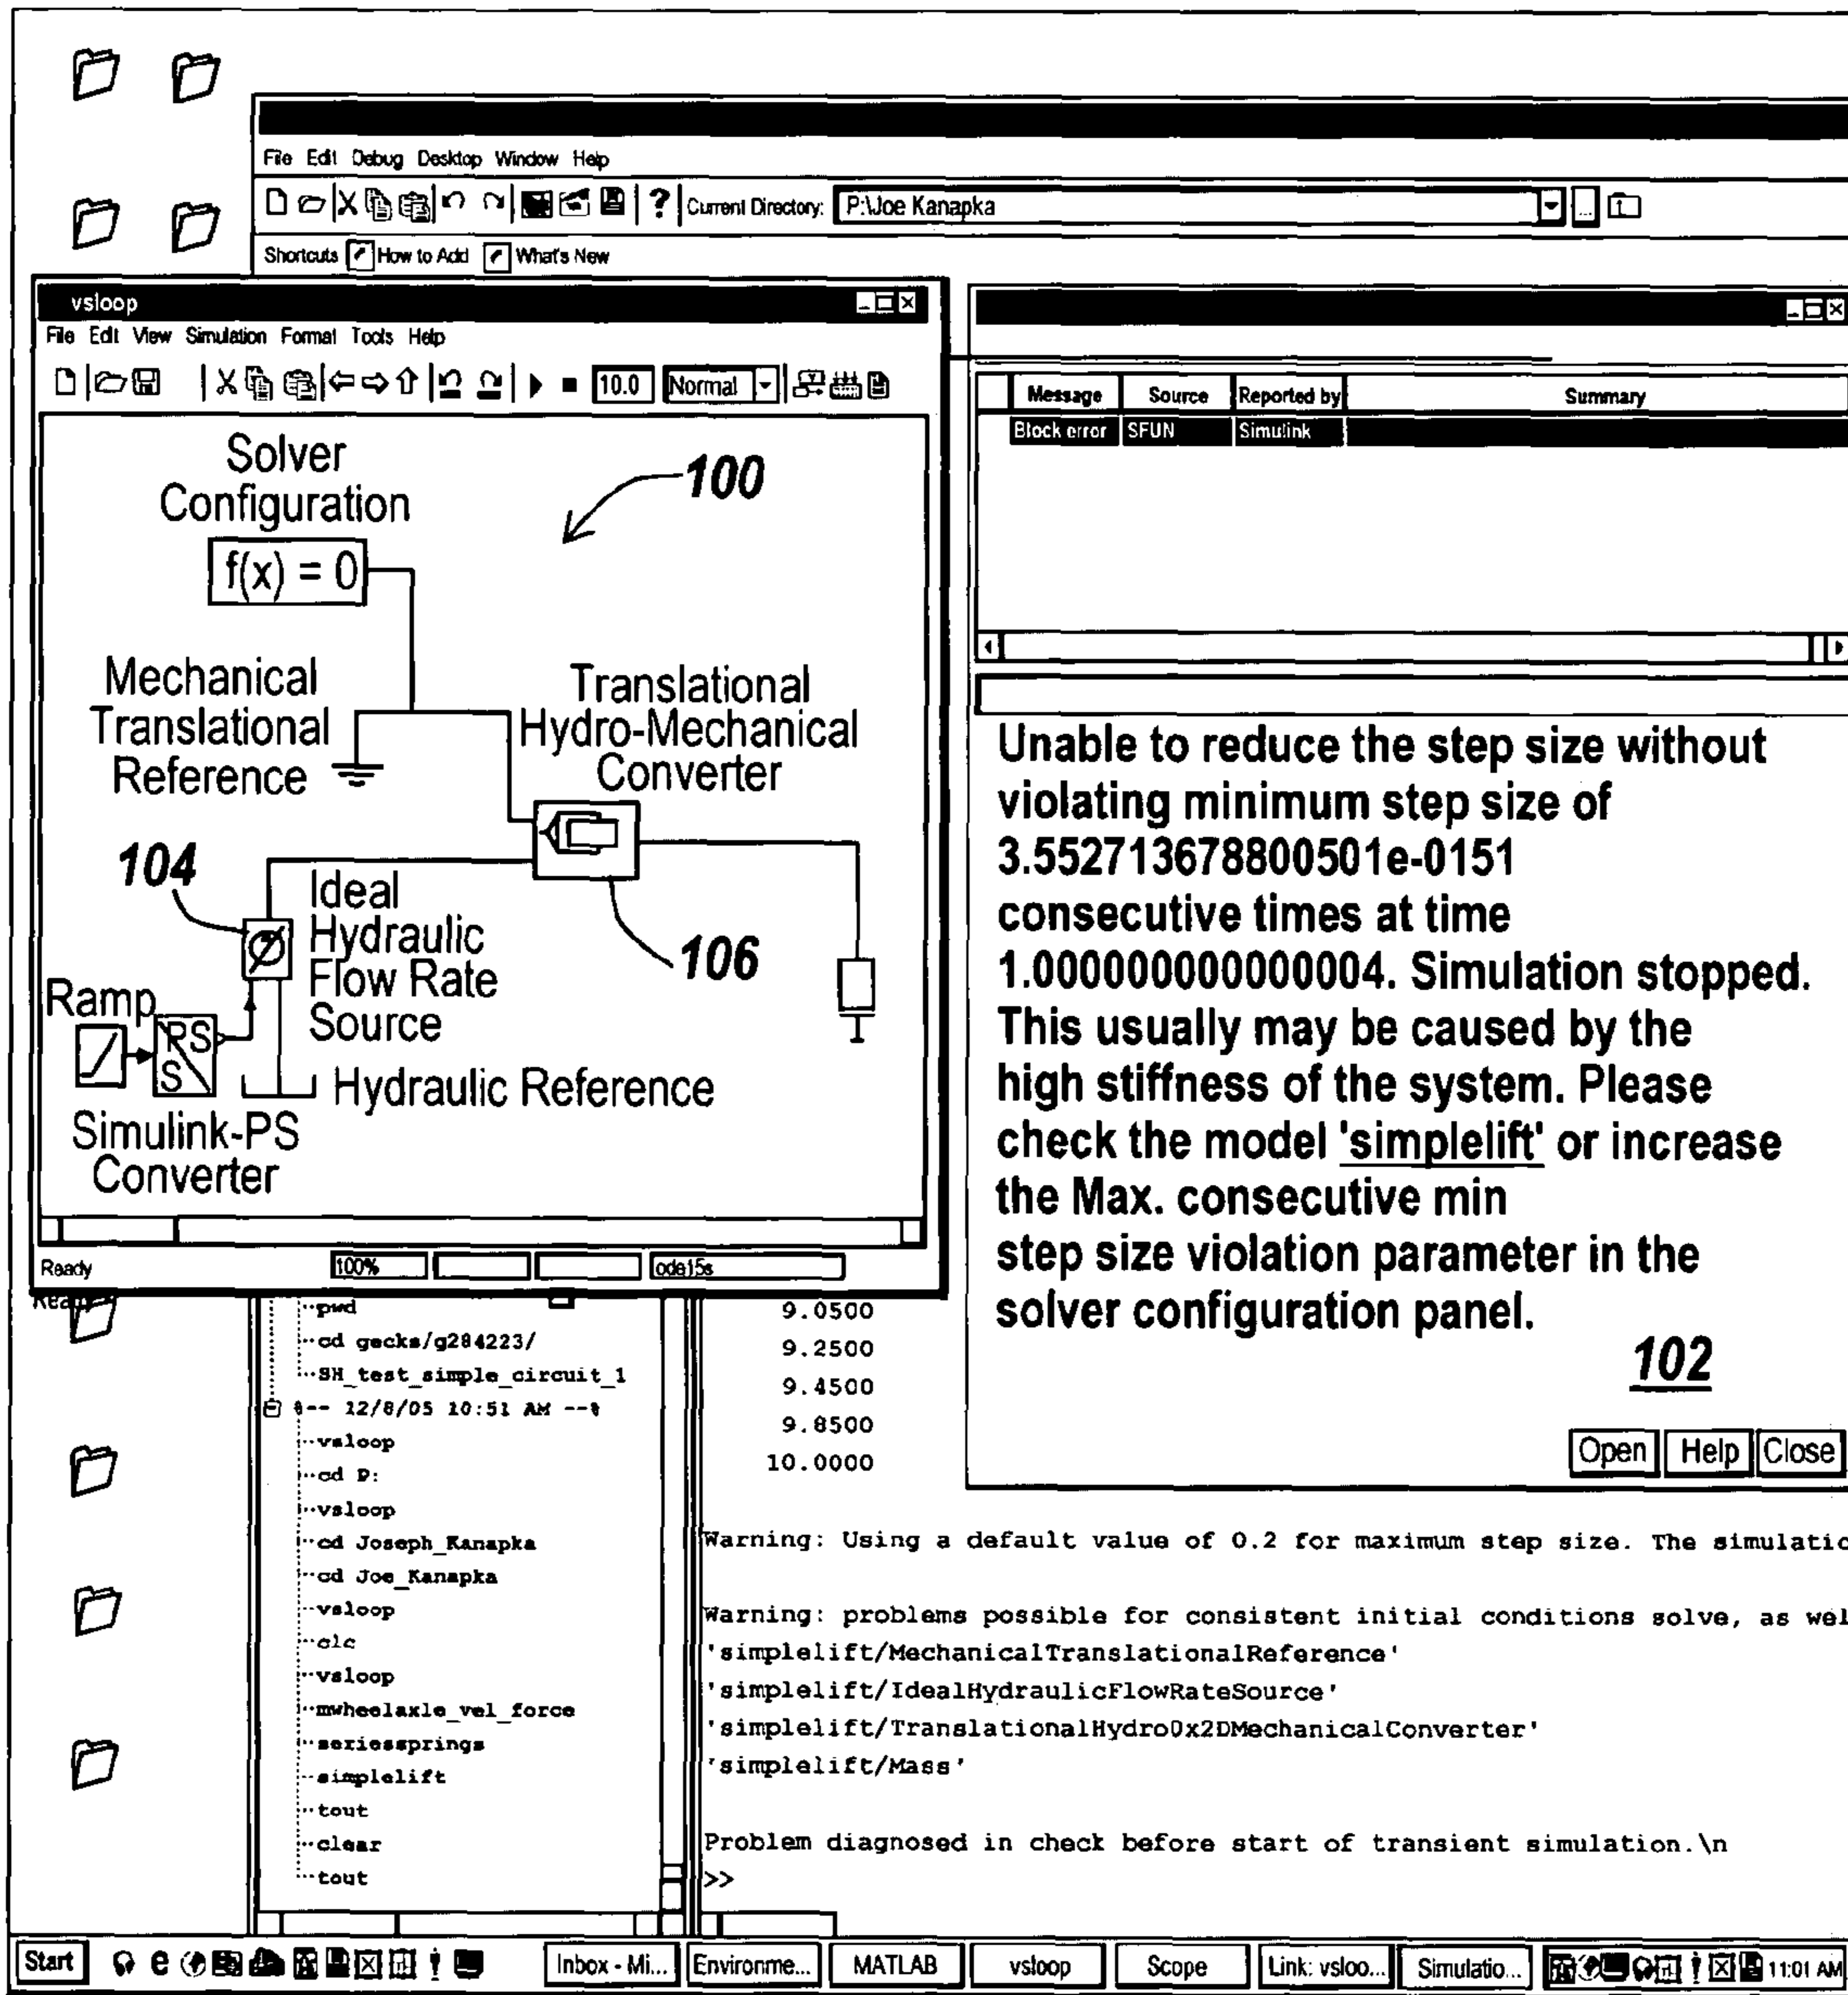 File Edit Debug Desktop Window Help
? Current Directory: P:\Joe Kanapka ...
Shortcuts How to Add What's New
vsloop
File Edit View Simulation Format Tools Help
10.0 Normal
Solver
Configuration
100
f(x) = 0
Mechanical
Translational
Reference
Translational
Hydro-Mechanical
Converter
104
Ideal
Hydraulic
Flow Rate
Source
106
Ramp
PS
S
Hydraulic Reference
Simulink-PS
Converter
Ready 100% ode15s
Message Source Reported by Summary
Block error SFUN Simulink
Unable to reduce the step size without
violating minimum step size of
3.552713678800501e-0151
consecutive times at time
1.000000000000004. Simulation stopped.
This usually may be caused by the
high stiffness of the system. Please
check the model 'simplelift' or increase
the Max. consecutive min
step size violation parameter in the
solver configuration panel.
102
Open Help Close
pwd
cd gecks/g284223/
SH_test_simple_circuit_1
%-- 12/8/05 10:51 AM --%
vsloop
cd P:
vsloop
cd Joseph_Kanapka
cd Joe_Kanapka
vsloop
clc
vsloop
mwheelaxle_vel_force
seriessprings
simplelift
tout
clear
tout
9.0500
9.2500
9.4500
9.8500
10.0000
Warning: Using a default value of 0.2 for maximum step size. The simulatio
Warning: problems possible for consistent initial conditions solve, as wel
'simplelift/MechanicalTranslationalReference'
'simplelift/IdealHydraulicFlowRateSource'
'simplelift/TranslationalHydro0x2DMechanicalConverter'
'simplelift/Mass'
Problem diagnosed in check before start of transient simulation.\n
>>
Start Inbox - Mi... Environme... MATLAB vsloop Scope Link: vsloo... Simulatio... 11:01 AM